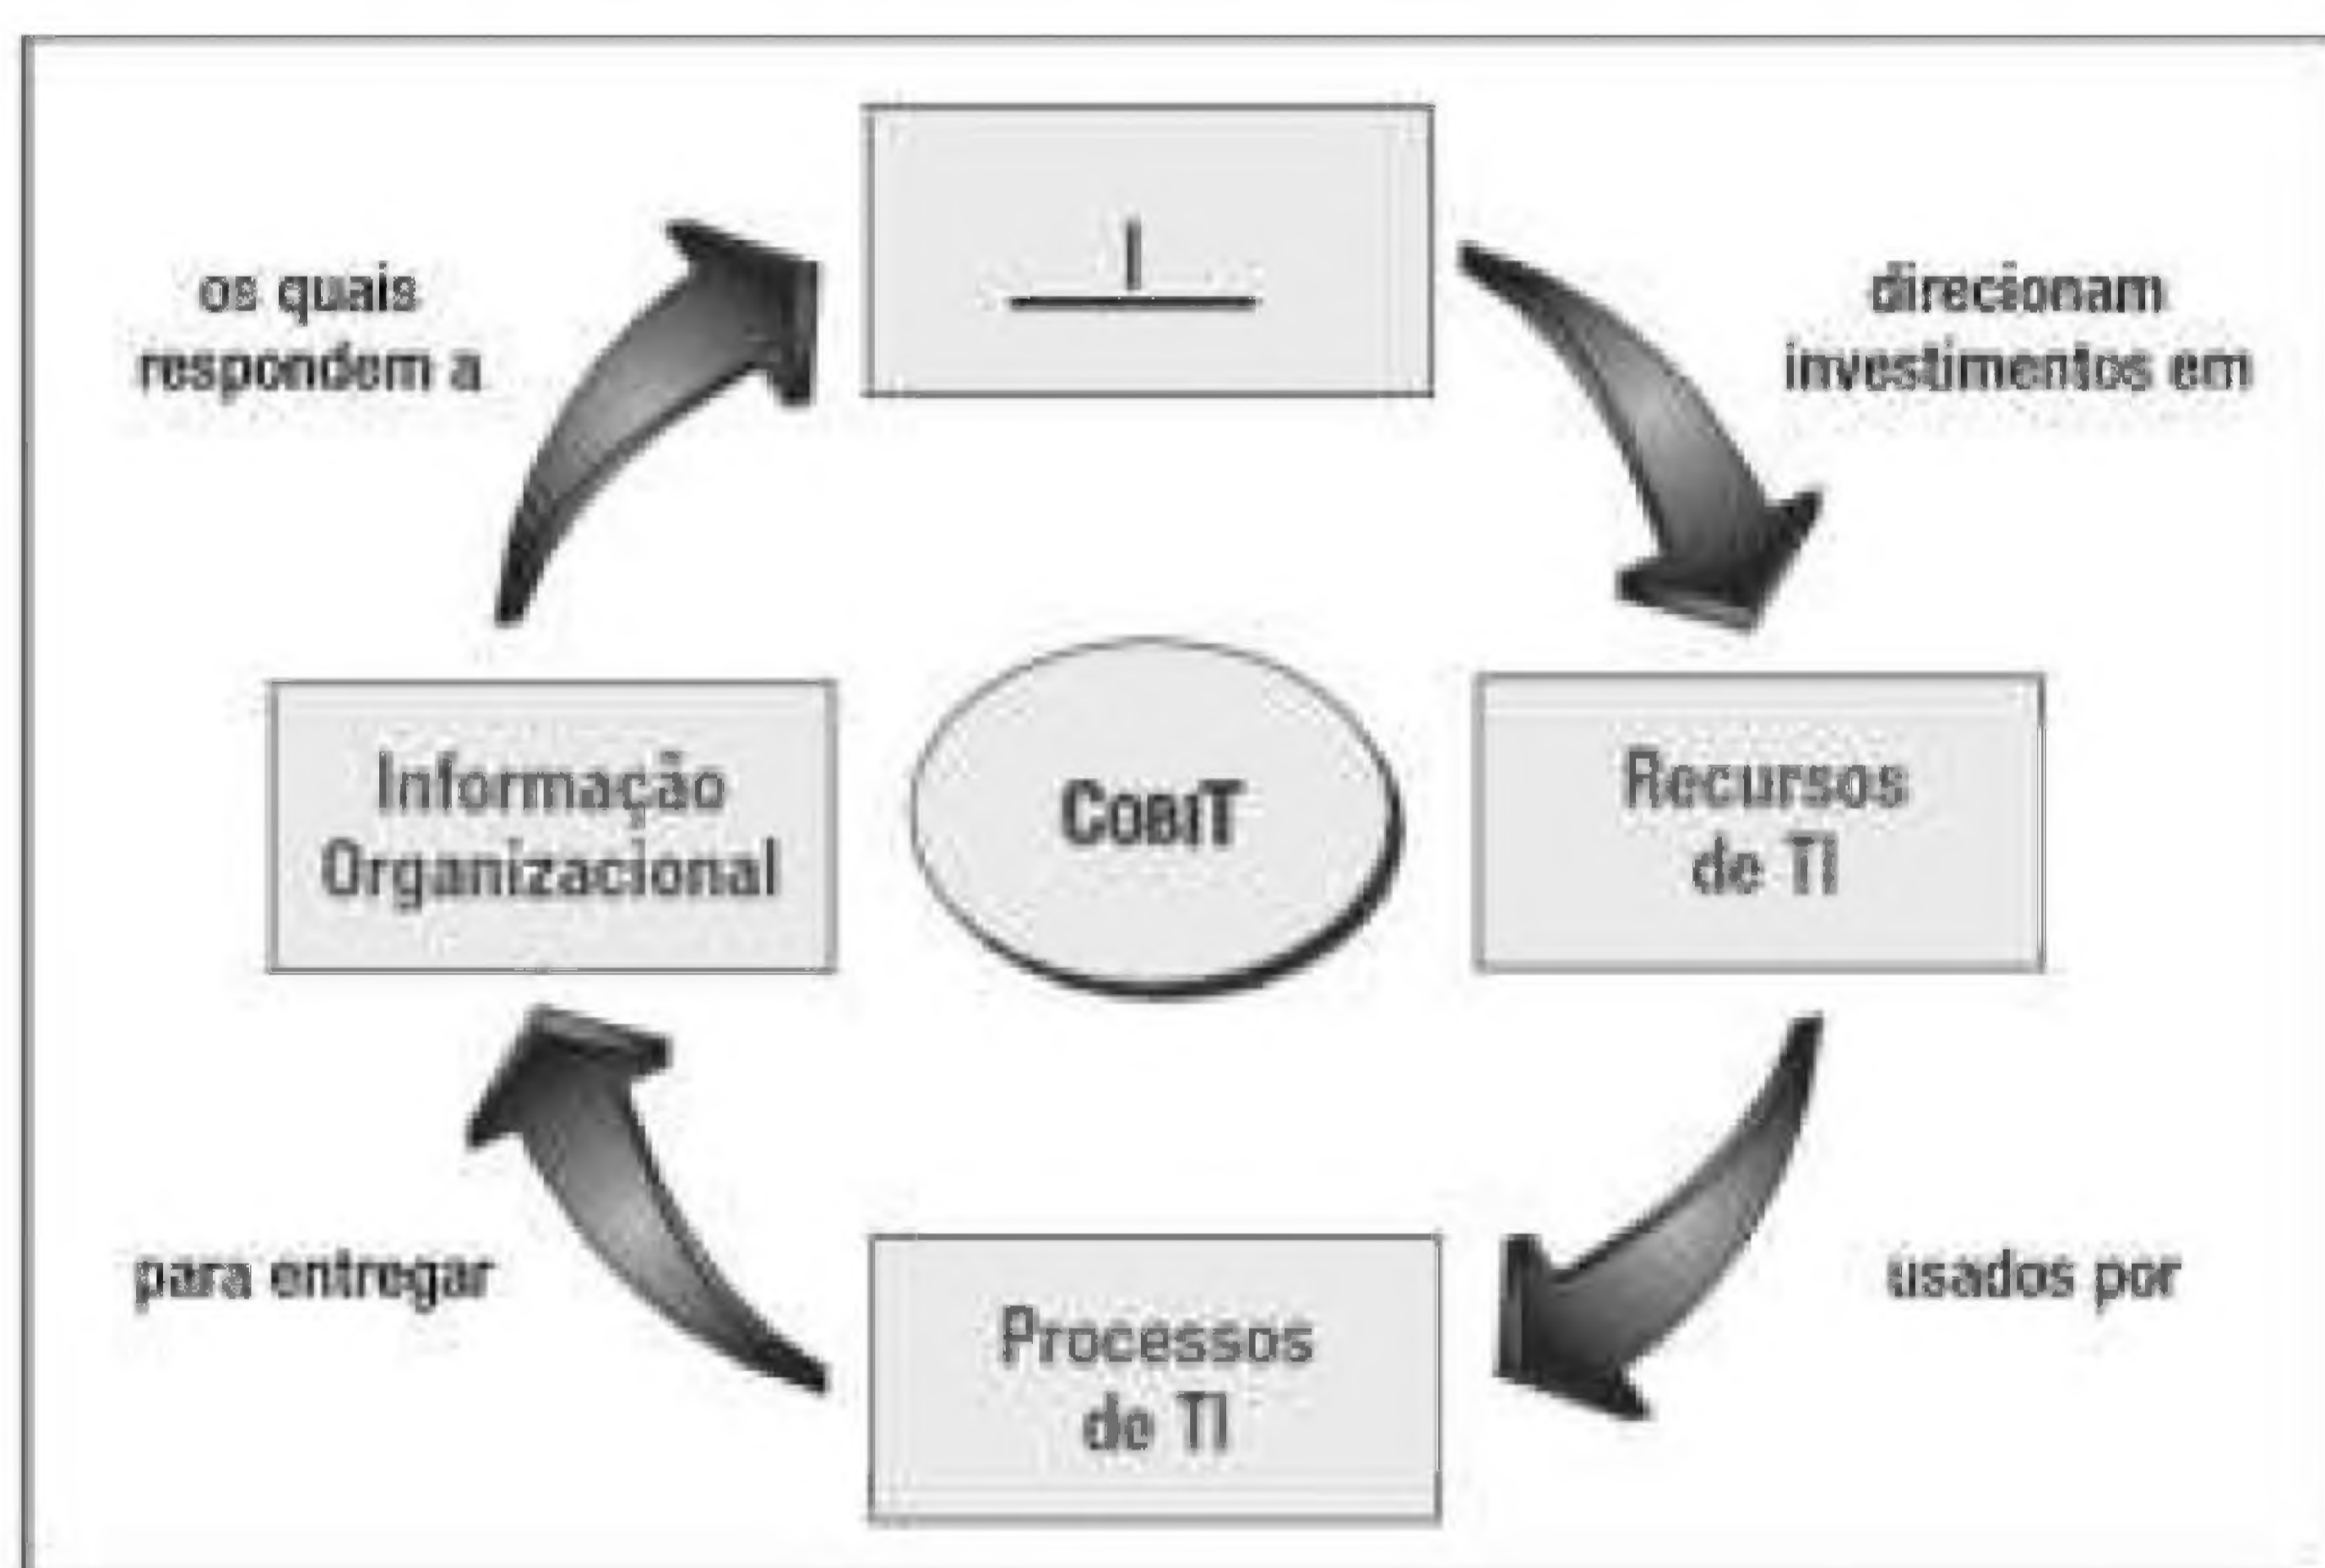 I
os quais
respondem a
direcionam
investimentos em
Informação
Organizacional
COBIT
Recursos
de TI
para entregar
usados por
Processos
de TI